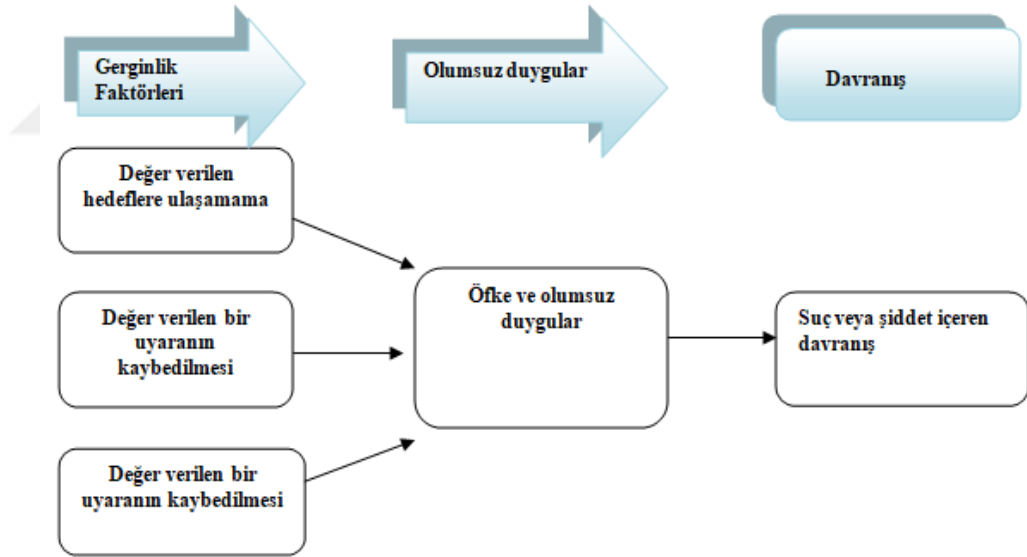 Gerginlik
Faktörleri
Olumsuz duygular
Davranış
Değer verilen
hedeflere ulaşamama
Değer verilen bir
uyaranın
kaybedilmesi
Değer verilen bir
uyaranın kaybedilmesi
Öfke ve olumsuz
duygular
Suç veya şiddet içeren
davranış